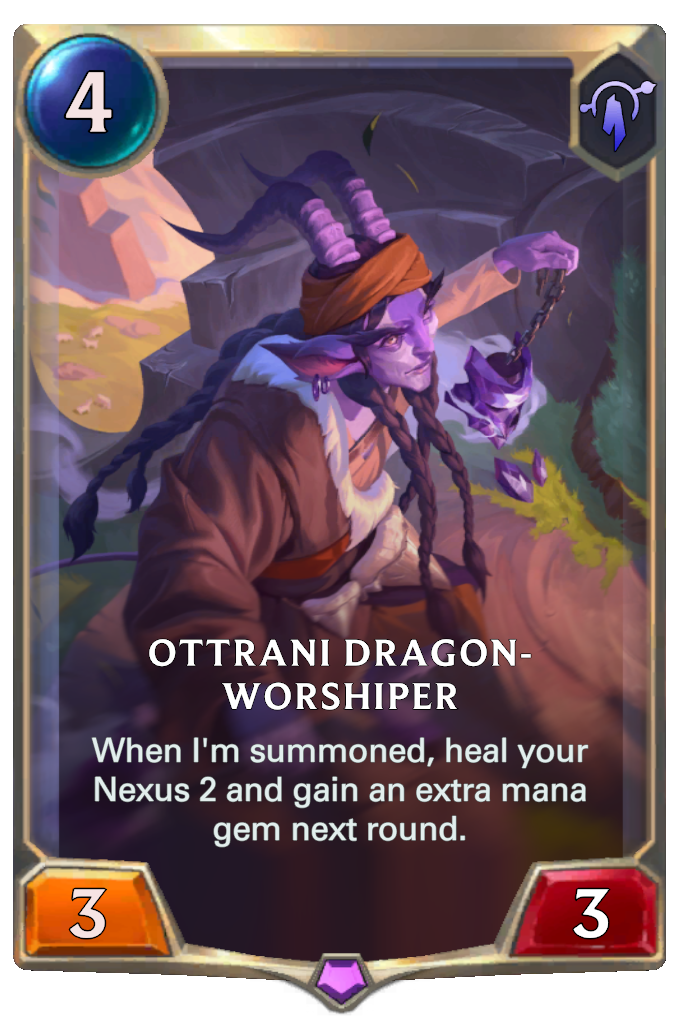 4
OTTRANI DRAGON-
WORSHIPER
When I'm summoned, heal your
Nexus 2 and gain an extra mana
gem next round.
3 3